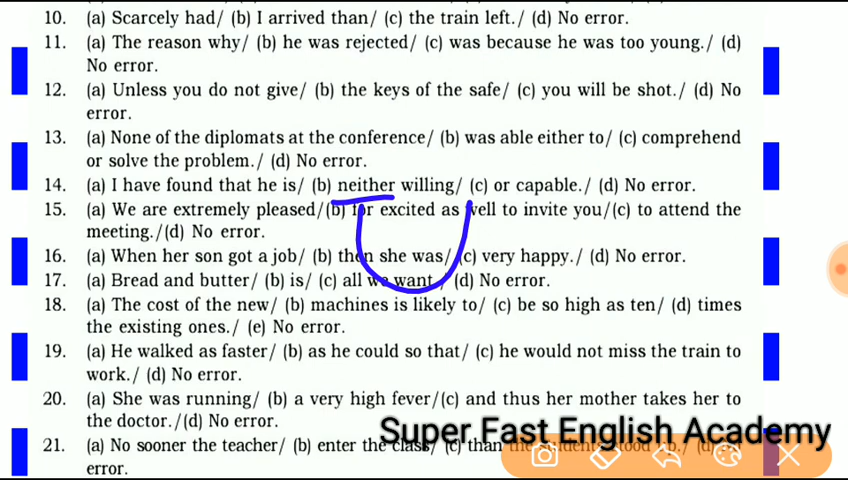 10. (a) Scarcely had/ (b) I arrived than/ (c) the train left./ (d) No error.
11. (a) The reason why/ (b) he was rejected/ (c) was because he was too young./ (d)
No error.
12. (a) Unless you do not give/ (b) the keys of the safe/ (c) you will be shot./ (d) No
error.
13. (a) None of the diplomats at the conference/ (b) was able either to/ (c) comprehend
or solve the problem./ (d) No error.
14. (a) I have found that he is/ (b) neither willing/ (c) or capable./ (d) No error.
15. (a) We are extremely pleased/(b) for excited as well to invite you/(c) to attend the
meeting./(d) No error.
16. (a) When her son got a job/ (b) then she was/ (c) very happy./ (d) No error.
17. (a) Bread and butter/ (b) is/ (c) all we want./ (d) No error.
18. (a) The cost of the new/ (b) machines is likely to/ (c) be so high as ten/ (d) times
the existing ones./ (e) No error.
19. (a) He walked as faster/ (b) as he could so that/ (c) he would not miss the train to
work./ (d) No error.
20. (a) She was running/ (b) a very high fever/(c) and thus her mother takes her to
the doctor./(d) No error.
Super Fast English Academy
21. (a) No sooner the teacher/ (b) enter the class/ (c) than the students stood up./ (d)
error.